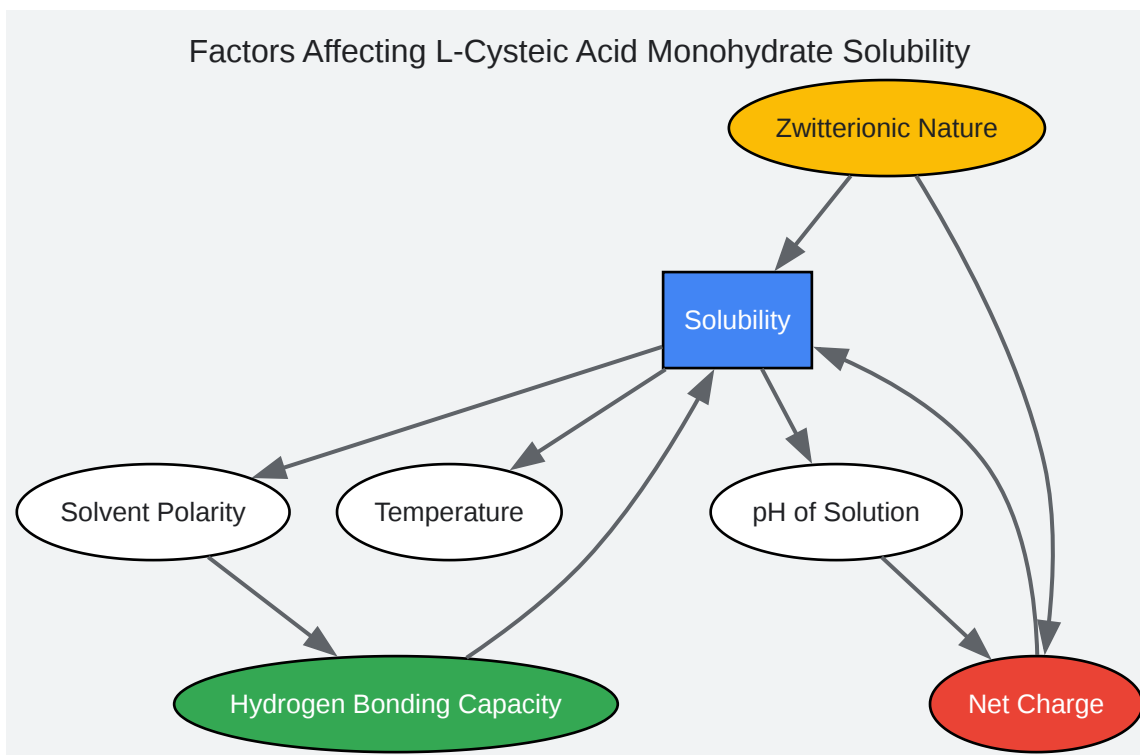 Factors Affecting L-Cysteic Acid Monohydrate Solubility
Zwitterionic Nature
Solubility
Solvent Polarity
Temperature
pH of Solution
Hydrogen Bonding Capacity
Net Charge